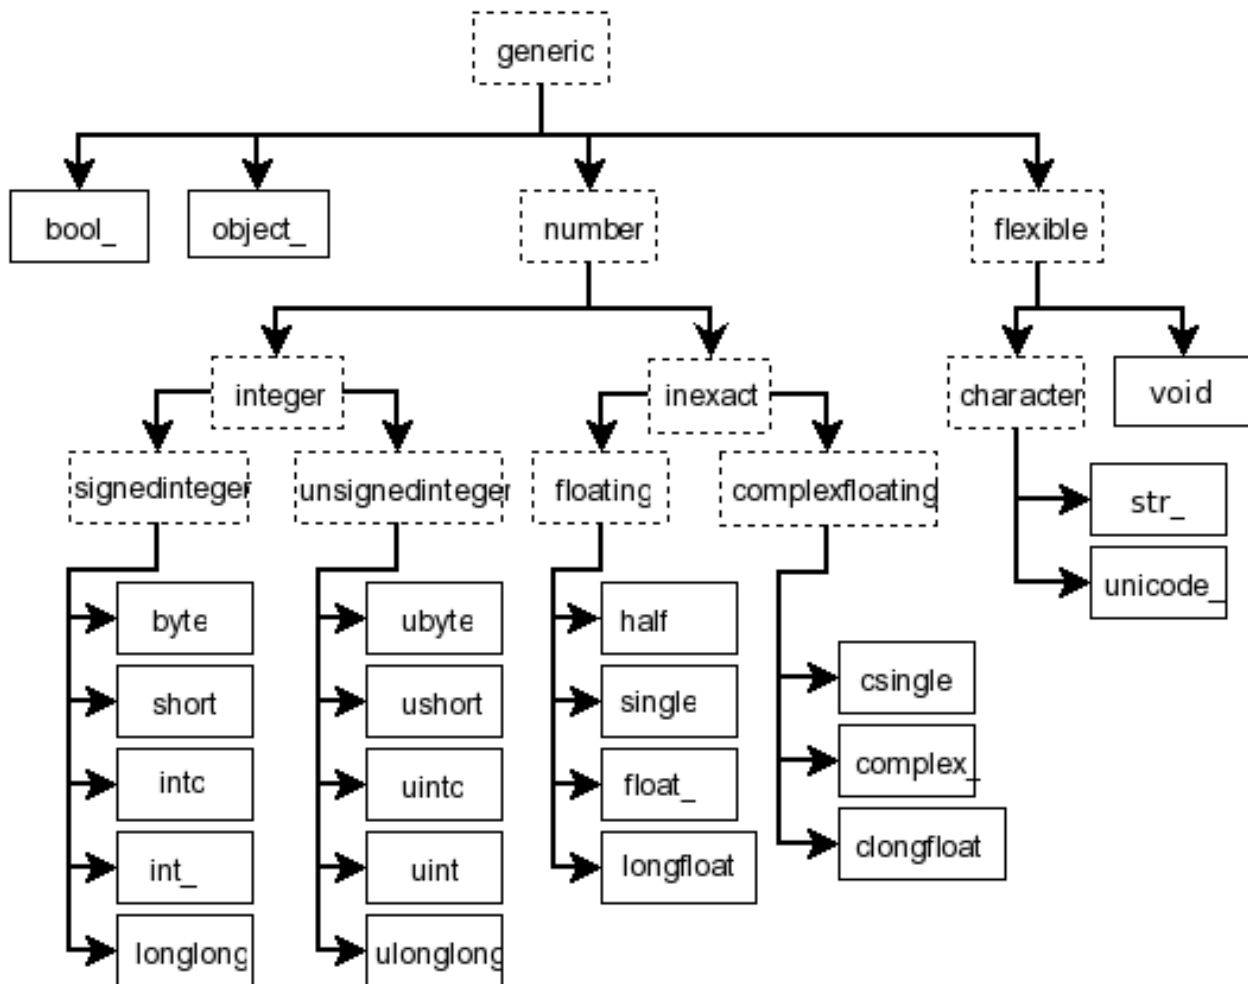 generic
bool_
object_
number
flexible
integer
inexact
character
void
signedinteger
unsignedinteger
floating
complexfloating
str_
unicode_
byte
ubyte
half
csingle
short
ushort
single
complex_
intc
uintc
float_
clongfloat
int_
uint
longfloat
longlong
ulonglong